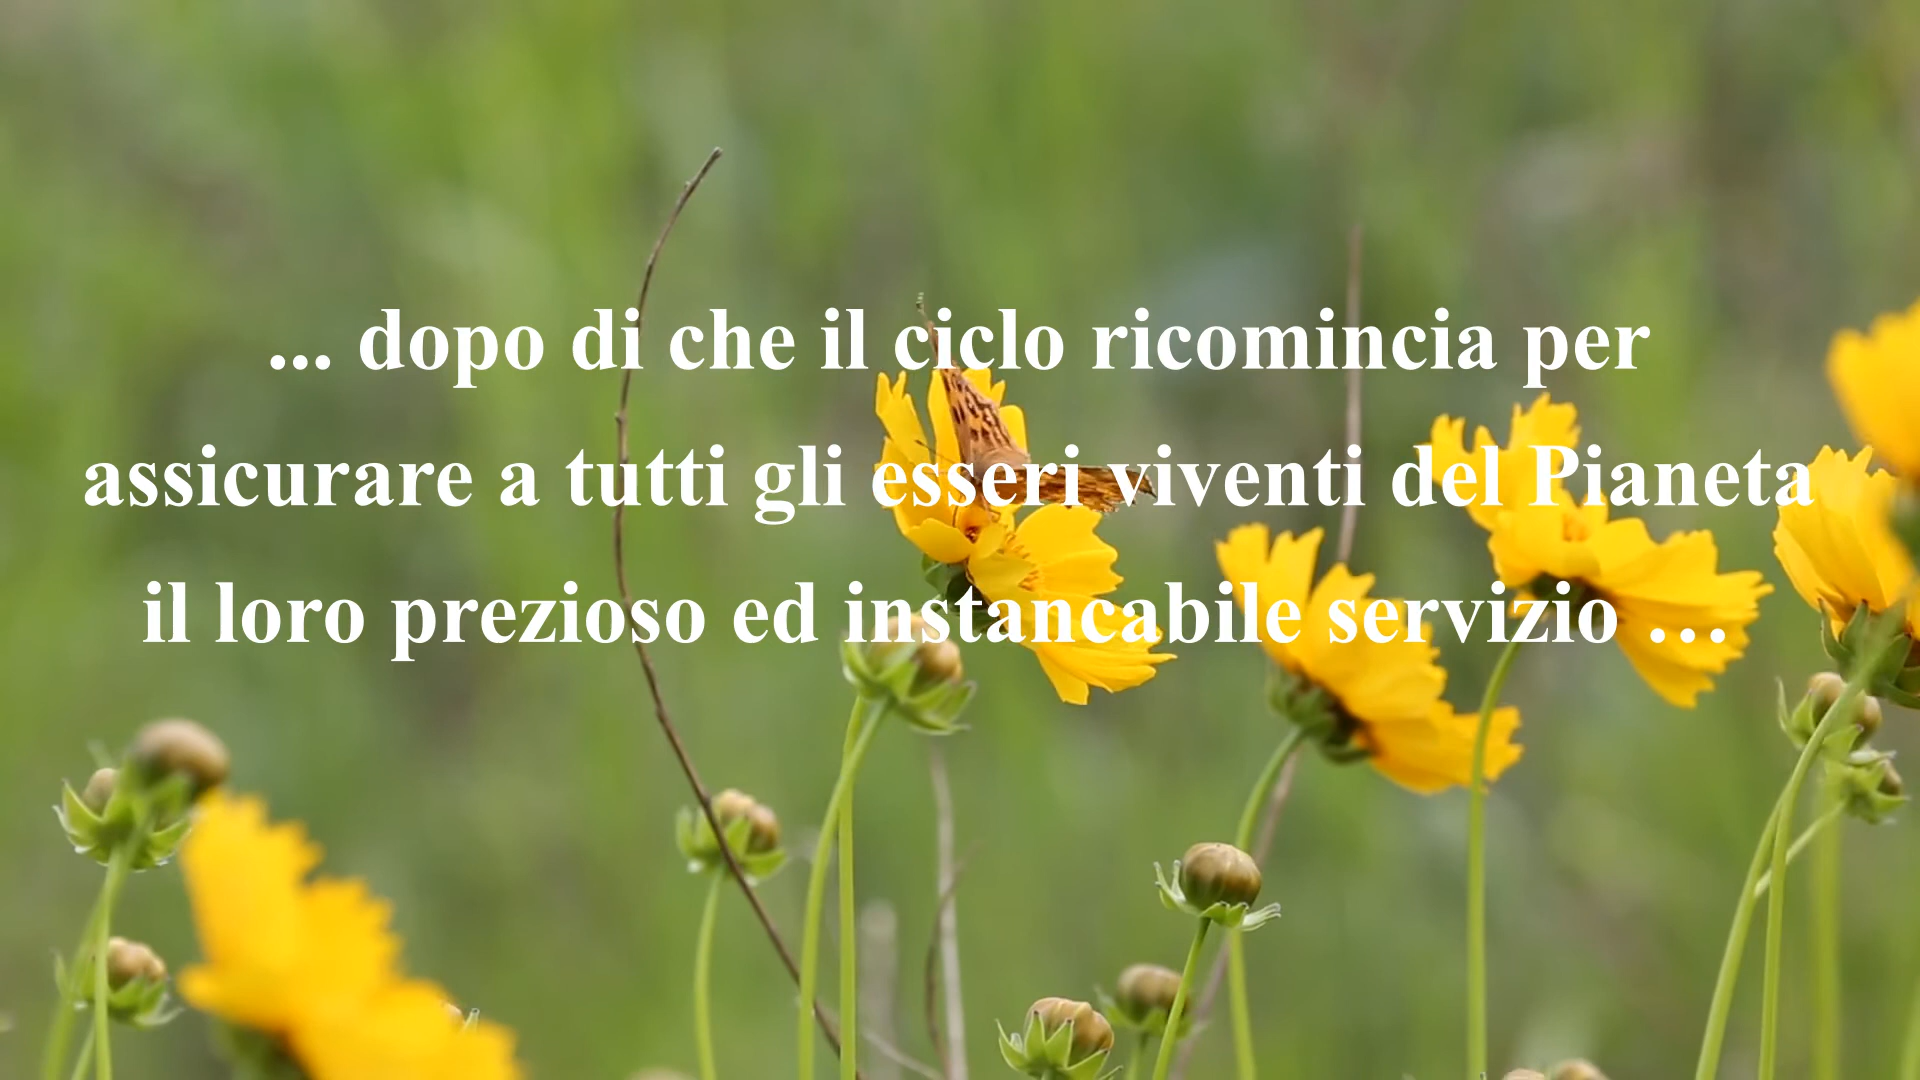 ... dopo di che il ciclo ricomincia per
assicurare a tutti gli esseri viventi del Pianeta
il loro prezioso ed instancabile servizio …